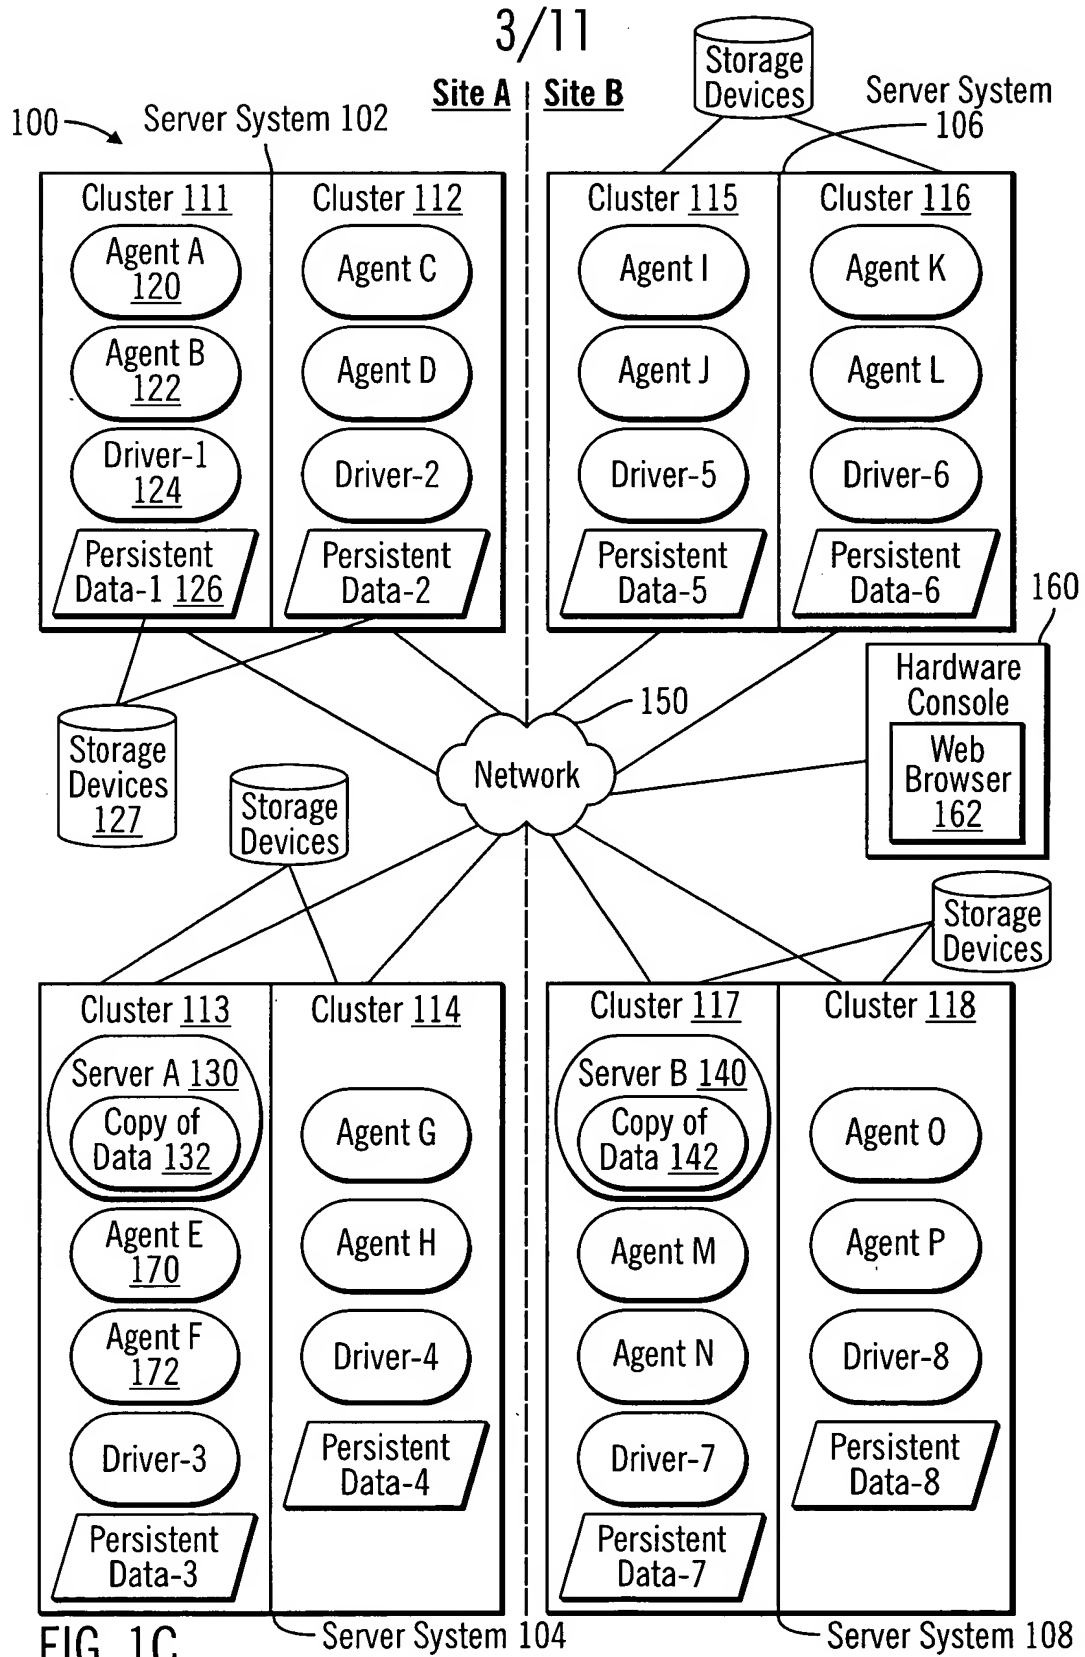 3/11
Site A
Site B
Storage
Devices
Server System
106
100
Server System 102
Cluster 111
Agent A
120
Agent B
122
Driver-1
124
Persistent
Data-1 126
Cluster 112
Agent C
Agent D
Driver-2
Persistent
Data-2
Cluster 115
Agent I
Agent J
Driver-5
Persistent
Data-5
Cluster 116
Agent K
Agent L
Driver-6
Persistent
Data-6
160
Hardware
Console
Web
Browser
162
150
Network
Storage
Devices
127
Storage
Devices
Storage
Devices
Cluster 113
Server A 130
Copy of
Data 132
Agent E
170
Agent F
172
Driver-3
Persistent
Data-3
Cluster 114
Agent G
Agent H
Driver-4
Persistent
Data-4
Cluster 117
Server B 140
Copy of
Data 142
Agent M
Agent N
Driver-7
Persistent
Data-7
Cluster 118
Agent O
Agent P
Driver-8
Persistent
Data-8
FIG. 1C
Server System 104
Server System 108